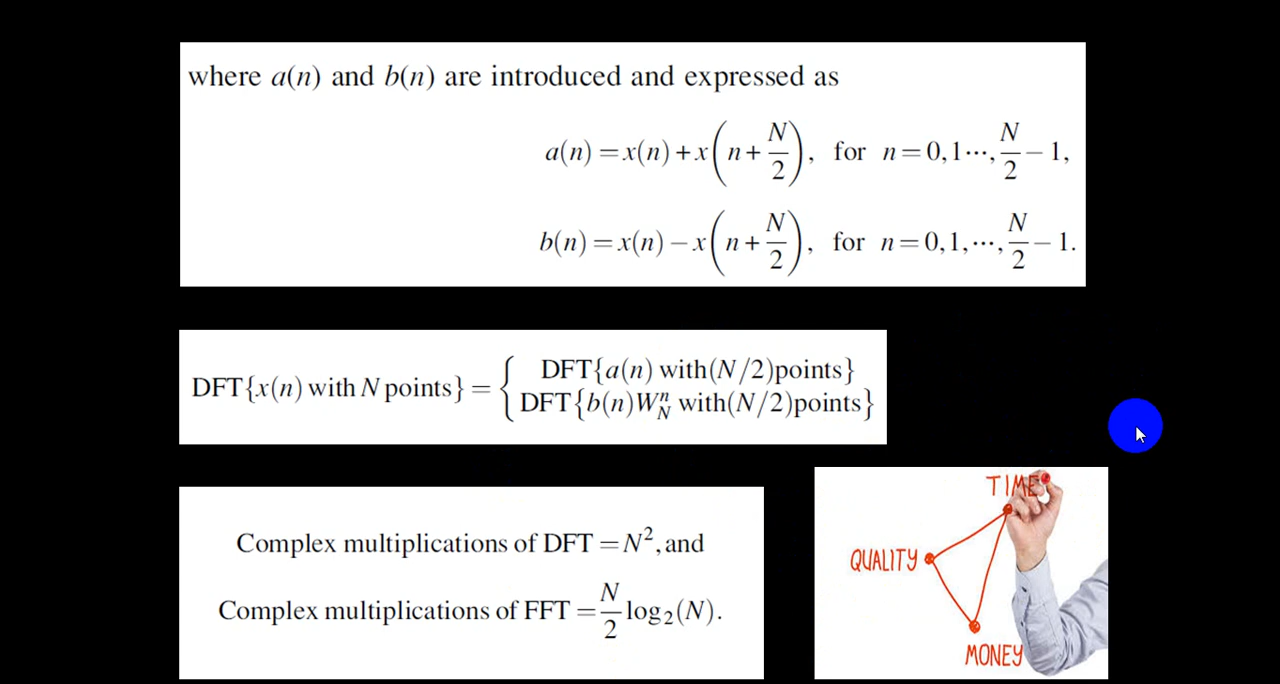 where a(n) and b(n) are introduced and expressed as
a(n) = x(n) + x(n + N/2), for n = 0, 1 ⋯, N/2 − 1,
b(n) = x(n) − x(n + N/2), for n = 0, 1, ⋯, N/2 − 1.
DFT{x(n) with N points} = { DFT{a(n) with(N/2)points}
DFT{b(n)W_N^n with(N/2)points}
Complex multiplications of DFT = N², and
Complex multiplications of FFT = N/2 log₂(N).
TIME
QUALITY
MONEY